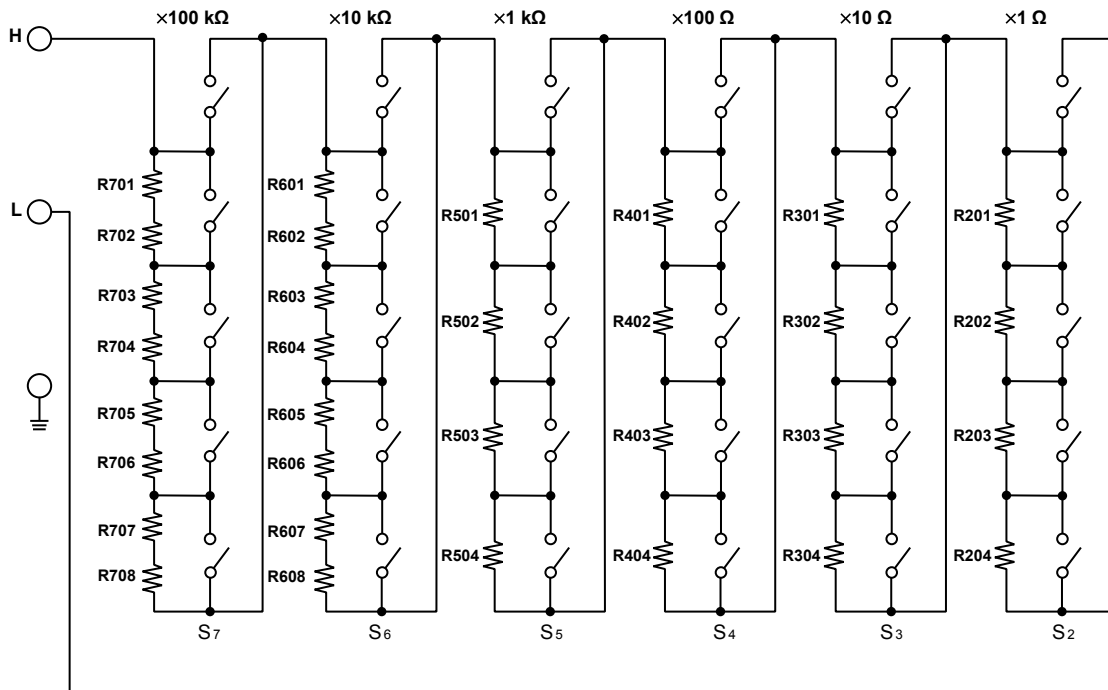 ×100 kΩ ×10 kΩ ×1 kΩ ×100 Ω ×10 Ω ×1 Ω
H
R701 R601
L R501 R401 R301 R201
R702 R602
R703 R603
R502 R402 R302 R202
R704 R604
R705 R605
R503 R403 R303 R203
R706 R606
R707 R607
R504 R404 R304 R204
R708 R608
S7 S6 S5 S4 S3 S2